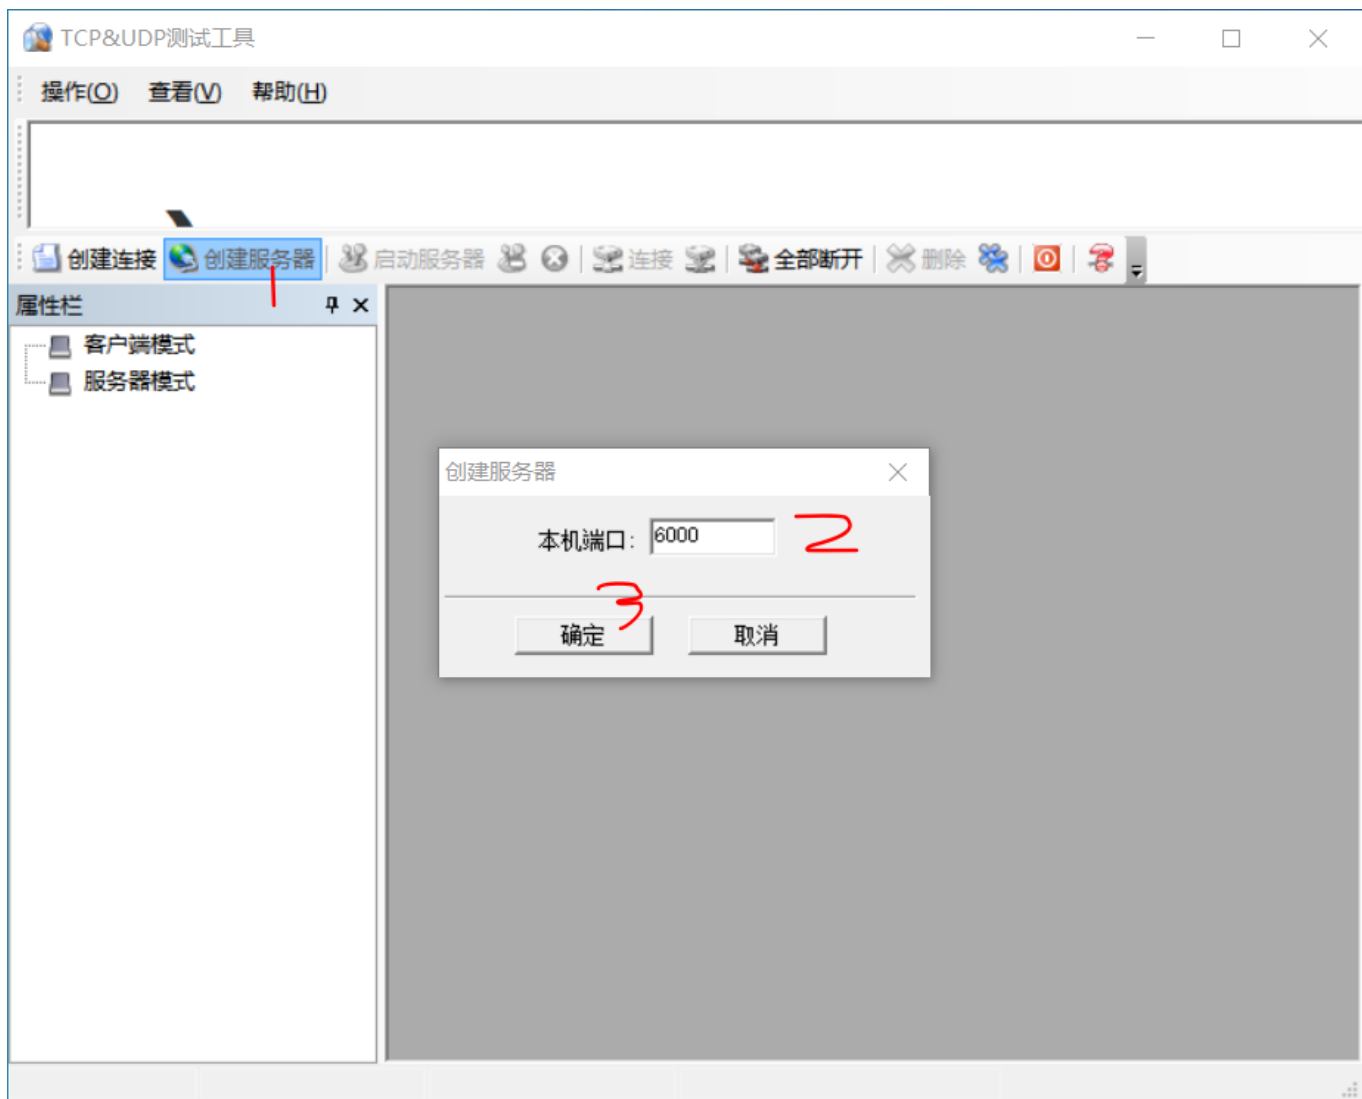 TCP&UDP测试工具
操作(O) 查看(V) 帮助(H)
创建连接 创建服务器 启动服务器 连接 全部断开 删除
1
属性栏
客户端模式
服务器模式
创建服务器
本机端口: 6000 2
3
确定 取消